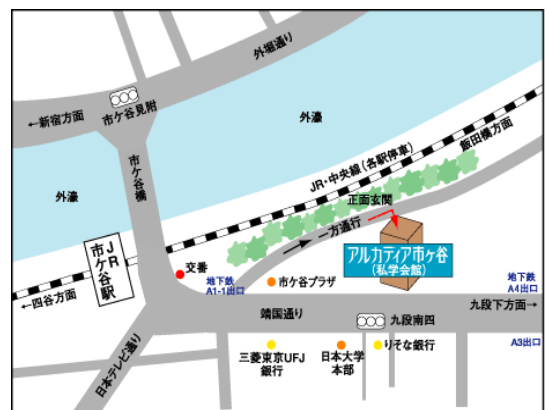 外堀通り
←新宿方面
市ケ谷見附
外濠
飯田橋方面
JR・中央線(各駅停車)
市ケ谷橋
外濠
正面玄関
一方通行
JR
市ケ谷駅
アルカディア市ヶ谷
(私学会館)
交番
地下鉄
A1-1出口
市ケ谷プラザ
地下鉄
A4出口
←四谷方面
靖国通り
九段下方面→
九段南四
日本テレビ通り
三菱東京UFJ
銀行
日本大学
本部
りそな銀行
A3出口